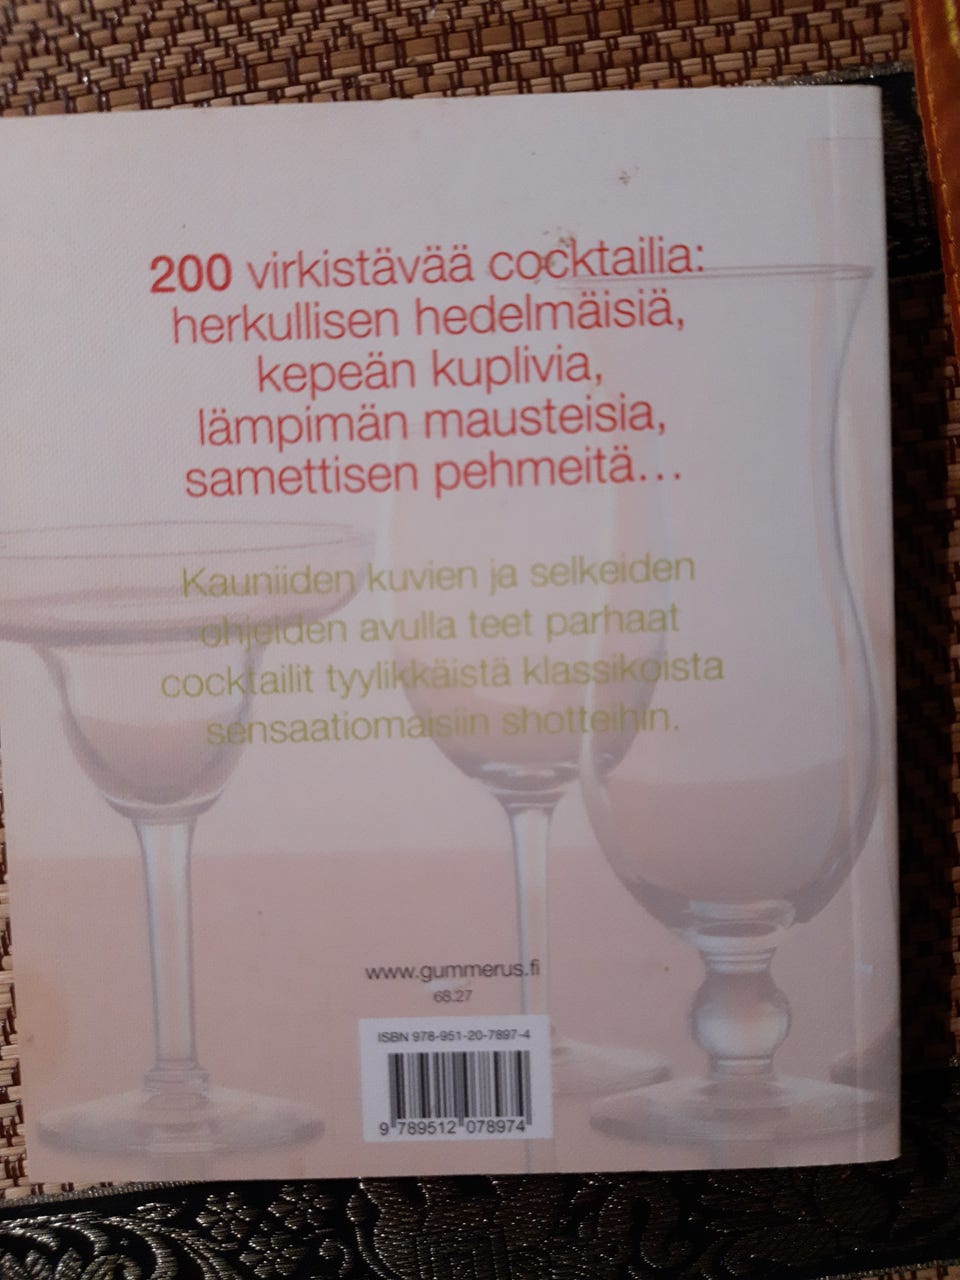 200 virkistävää cocktailia:
herkullisen hedelmäisiä,
kepeän kuplivia,
lämpimän mausteisia,
samettisen pehmeitä...
Kauniiden kuvien ja selkeiden
ohjeiden avulla teet parhaat
cocktailit tyylikkäistä klassikoista
sensaatiomaisiin shotteihin.
www.gummerus.fi
68.27
ISBN 978-951-20-7897-4
9 789512 078974